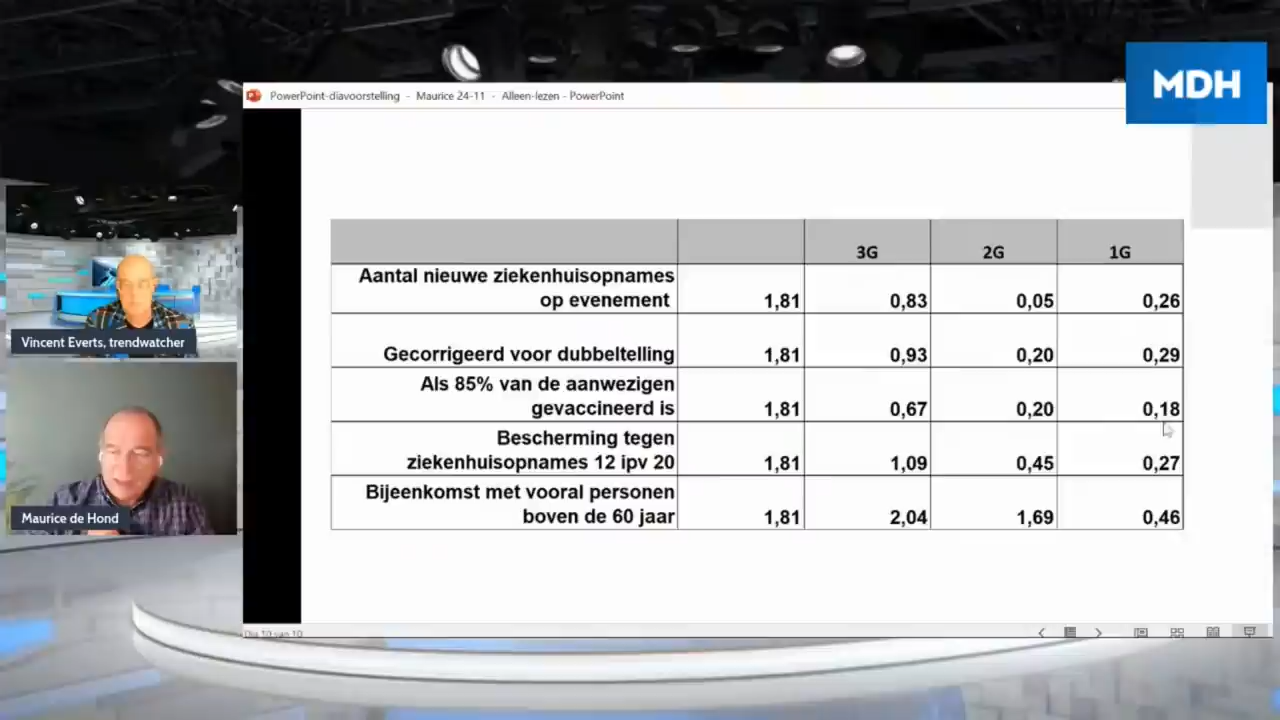 MDH
PowerPoint-diavoorstelling - Maurice 24-11 - Alleen-lezen - PowerPoint
3G 2G 1G
Aantal nieuwe ziekenhuisopnames
op evenement 1,81 0,83 0,05 0,26
Gecorrigeerd voor dubbeltelling 1,81 0,93 0,20 0,29
Als 85% van de aanwezigen
gevaccineerd is 1,81 0,67 0,20 0,18
Bescherming tegen
ziekenhuisopnames 12 ipv 20 1,81 1,09 0,45 0,27
Bijeenkomst met vooral personen
boven de 60 jaar 1,81 2,04 1,69 0,46
Vincent Everts, trendwatcher
Maurice de Hond
Dia 10 van 10